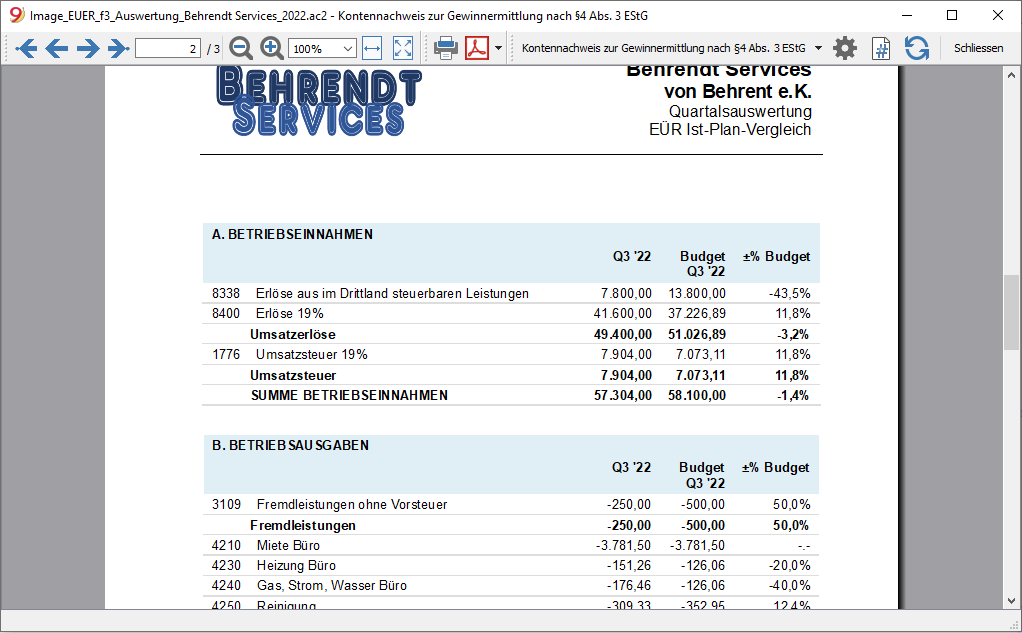 Image_EUER_f3_Auswertung_Behrendt Services_2022.ac2 - Kontennachweis zur Gewinnermittlung nach §4 Abs. 3 EStG
2 / 3 100% Kontennachweis zur Gewinnermittlung nach §4 Abs. 3 EStG # Schliessen
BEHRENDT
SERVICES
Behrendt Services
von Behrent e.K.
Quartalsauswertung
EÜR Ist-Plan-Vergleich
A. BETRIEBSEINNAHMEN
Q3 '22 Budget Q3 '22 ±% Budget
8338 Erlöse aus im Drittland steuerbaren Leistungen 7.800,00 13.800,00 -43,5%
8400 Erlöse 19% 41.600,00 37.226,89 11,8%
Umsatzerlöse 49.400,00 51.026,89 -3,2%
1776 Umsatzsteuer 19% 7.904,00 7.073,11 11,8%
Umsatzsteuer 7.904,00 7.073,11 11,8%
SUMME BETRIEBSEINNAHMEN 57.304,00 58.100,00 -1,4%
B. BETRIEBSAUSGABEN
Q3 '22 Budget Q3 '22 ±% Budget
3109 Fremdleistungen ohne Vorsteuer -250,00 -500,00 50,0%
Fremdleistungen -250,00 -500,00 50,0%
4210 Miete Büro -3.781,50 -3.781,50 -.-
4230 Heizung Büro -151,26 -126,06 -20,0%
4240 Gas, Strom, Wasser Büro -176,46 -126,06 -40,0%
4250 Reinigung -309,33 -352,95 12,4%